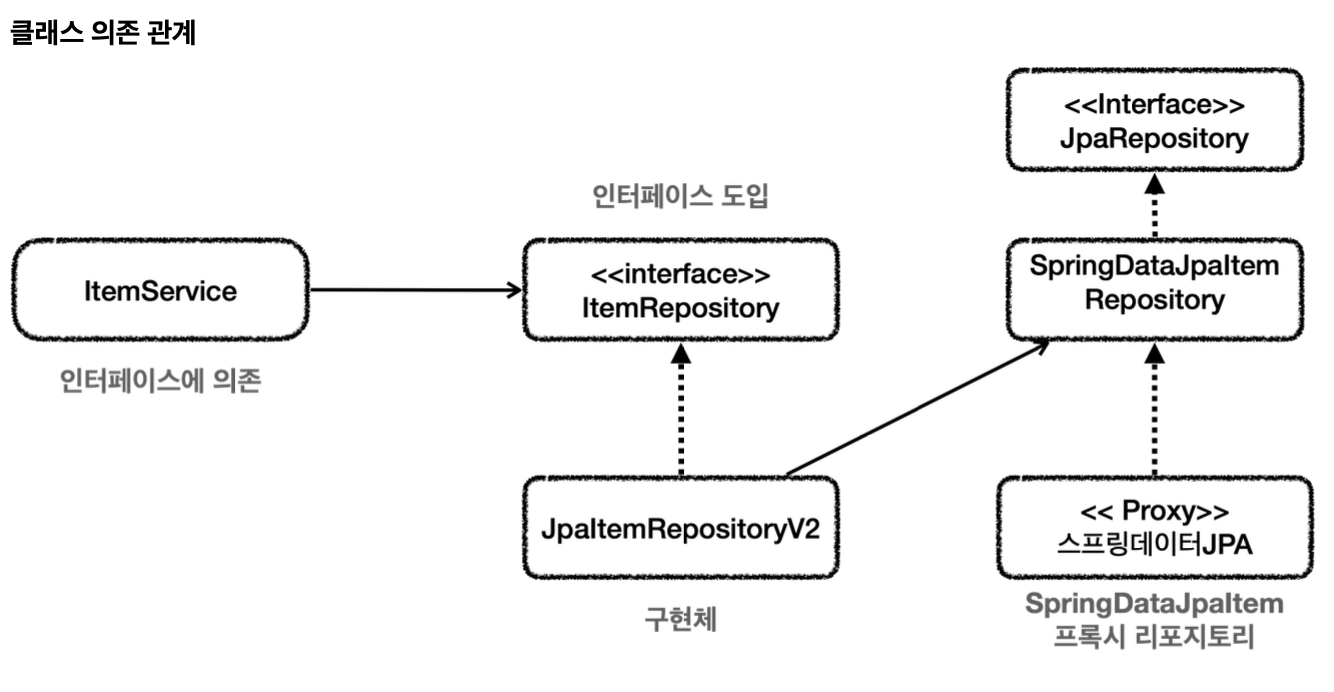 클래스 의존 관계
<<Interface>>
JpaRepository
인터페이스 도입
ItemService
<<interface>>
ItemRepository
SpringDataJpaItem
Repository
인터페이스에 의존
JpaItemRepositoryV2
<< Proxy>>
스프링데이터JPA
구현체
SpringDataJpaItem
프록시 리포지토리